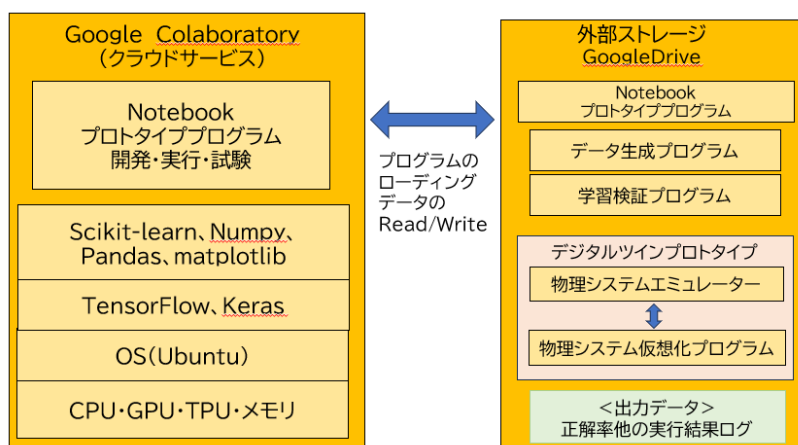 Google Colaboratory
（クラウドサービス）
Notebook
プロトタイププログラム
開発・実行・試験
Scikit-learn、Numpy、
Pandas、matplotlib
TensorFlow、Keras
OS（Ubuntu）
CPU・GPU・TPU・メモリ
プログラムの
ローディング
データの
Read/Write
外部ストレージ
GoogleDrive
Notebook
プロトタイププログラム
データ生成プログラム
学習検証プログラム
デジタルツインプロトタイプ
物理システムエミュレーター
物理システム仮想化プログラム
＜出力データ＞
正解率他の実行結果ログ